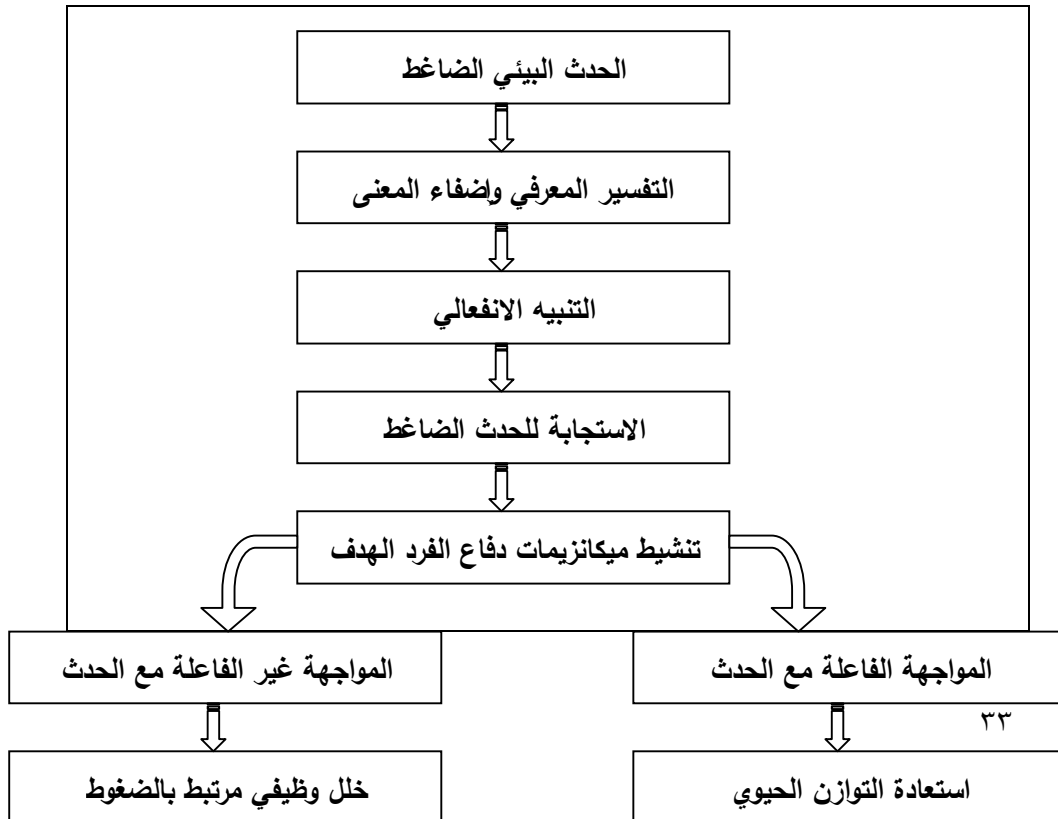 الحدث البيئي الضاغط
التفسير المعرفي وإضفاء المعنى
التنبيه الانفعالي
الاستجابة للحدث الضاغط
تنشيط ميكانزيمات دفاع الفرد الهدف
المواجهة الفاعلة مع الحدث
المواجهة غير الفاعلة مع الحدث
٣٣
استعادة التوازن الحيوي
خلل وظيفي مرتبط بالضغوط